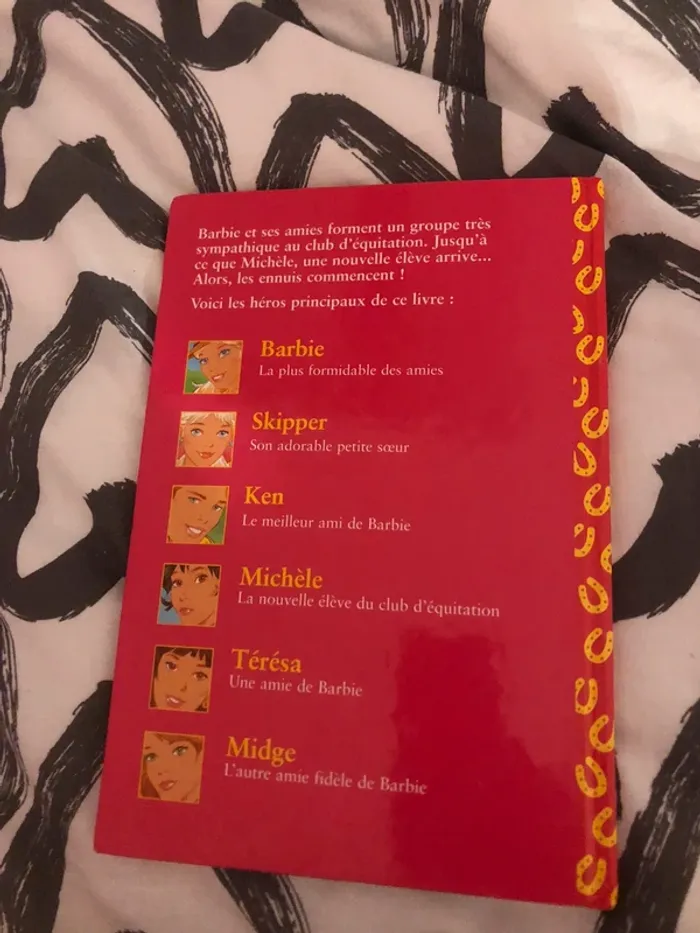 Barbie et ses amies forment un groupe très
sympathique au club d'équitation. Jusqu'à
ce que Michèle, une nouvelle élève arrive...
Alors, les ennuis commencent !
Voici les héros principaux de ce livre :
Barbie
La plus formidable des amies
Skipper
Son adorable petite sœur
Ken
Le meilleur ami de Barbie
Michèle
La nouvelle élève du club d'équitation
Térésa
Une amie de Barbie
Midge
L'autre amie fidèle de Barbie